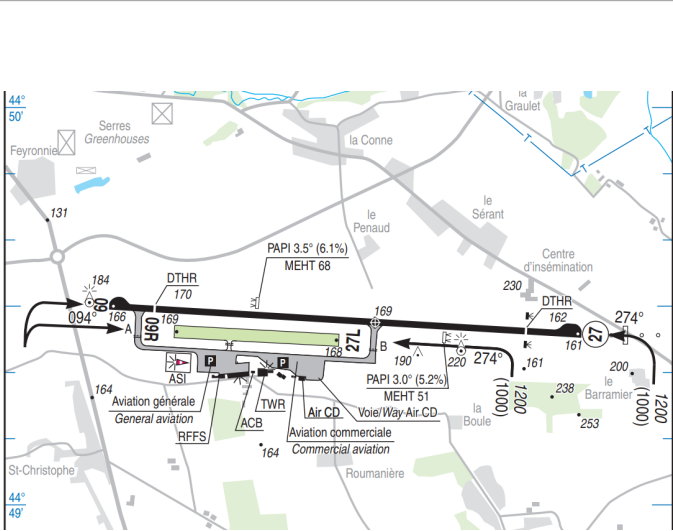 la
Graulet
44°
50'
Serres
Greenhouses
la Conne
Feyronnie
le
Sérant
131
le
Penaud
PAPI 3.5° (6.1%)
MEHT 68
Centre
d'insémination
184
DTHR
170
230
DTHR
162
09
166
169
169
274°
094°
A
09R
27L
27
161
168
B
190
220
274°
161
200
P
P
ASI
PAPI 3.0° (5.2%)
MEHT 51
le
Barramier
164
Aviation générale
General aviation
TWR
Air CD
Voie/Way Air CD
238
1200
(1000)
1200
(1000)
la
Boule
253
RFFS
ACB
Aviation commerciale
Commercial aviation
164
St-Christophe
Roumanière
44°
49'